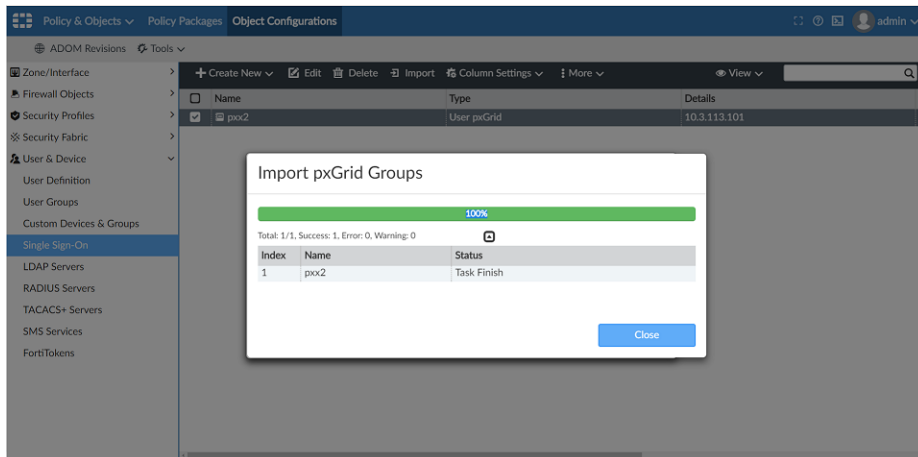 Policy & Objects Policy Packages Object Configurations admin
ADOM Revisions Tools
Zone/Interface
Firewall Objects
Security Profiles
Security Fabric
User & Device
User Definition
User Groups
Custom Devices & Groups
Single Sign-On
LDAP Servers
RADIUS Servers
TACACS+ Servers
SMS Services
FortiTokens
Create New Edit Delete Import Column Settings More View
Name Type Details
pxx2 User pxGrid 10.3.113.101
Import pxGrid Groups
100%
Total: 1/1, Success: 1, Error: 0, Warning: 0
Index Name Status
1 pxx2 Task Finish
Close